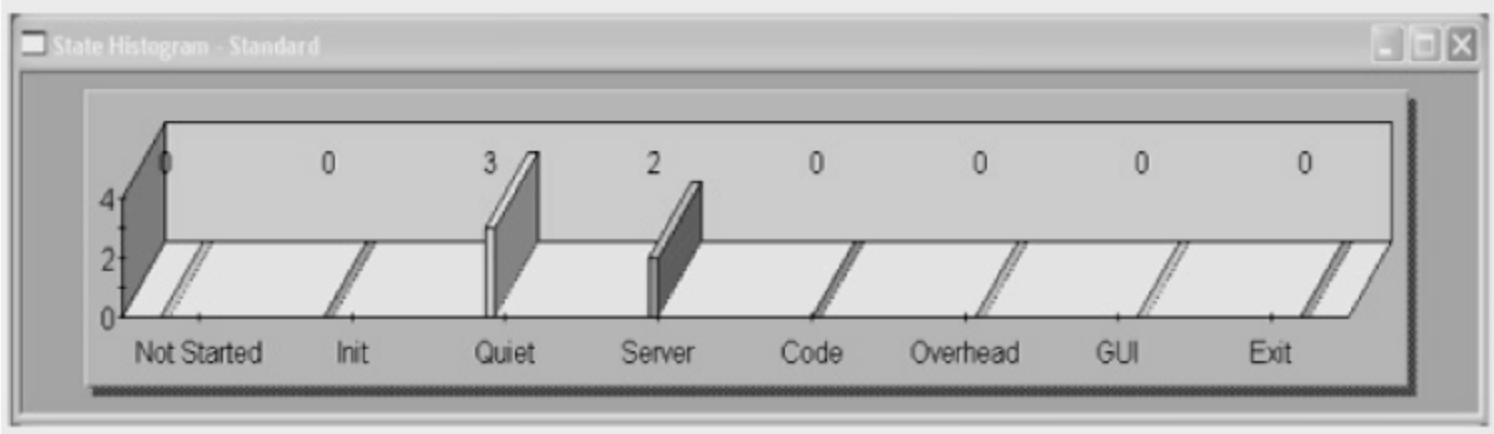 State Histogram - Standard
0 0 3 2 0 0 0 0
4
2
0
Not Started Init Quiet Server Code Overhead GUI Exit